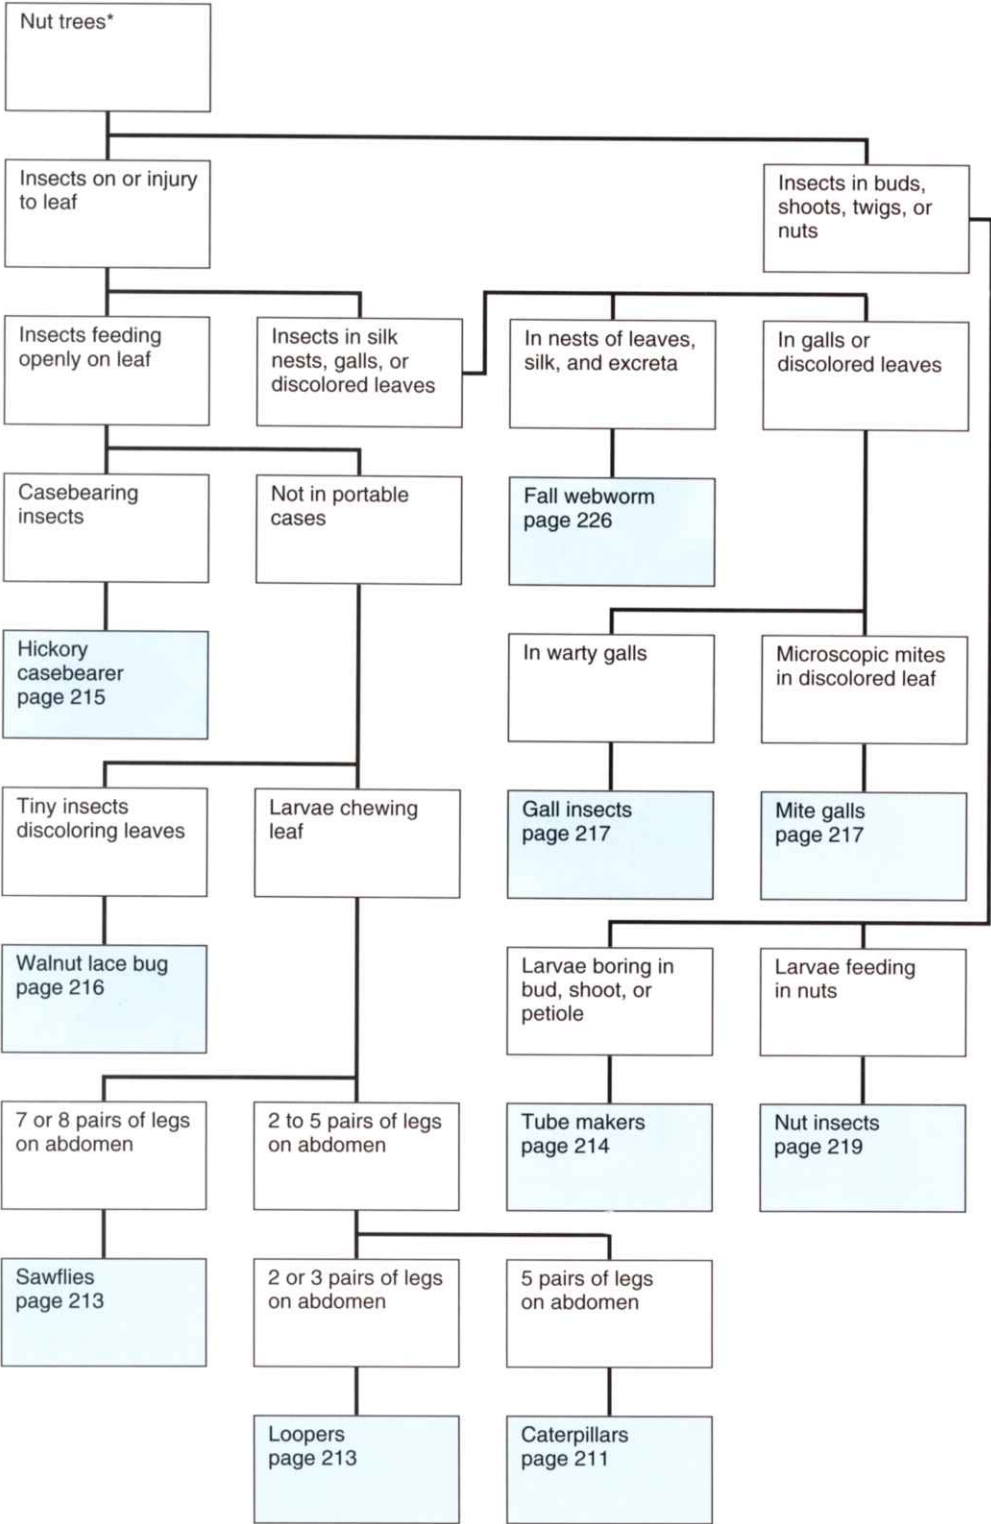 Nut trees*
Insects on or injury
to leaf
Insects in buds,
shoots, twigs, or
nuts
Insects feeding
openly on leaf
Insects in silk
nests, galls, or
discolored leaves
In nests of leaves,
silk, and excreta
In galls or
discolored leaves
Casebearing
insects
Not in portable
cases
Fall webworm
page 226
Hickory
casebearer
page 215
In warty galls
Microscopic mites
in discolored leaf
Tiny insects
discoloring leaves
Larvae chewing
leaf
Gall insects
page 217
Mite galls
page 217
Walnut lace bug
page 216
Larvae boring in
bud, shoot, or
petiole
Larvae feeding
in nuts
7 or 8 pairs of legs
on abdomen
2 to 5 pairs of legs
on abdomen
Tube makers
page 214
Nut insects
page 219
Sawflies
page 213
2 or 3 pairs of legs
on abdomen
5 pairs of legs
on abdomen
Loopers
page 213
Caterpillars
page 211